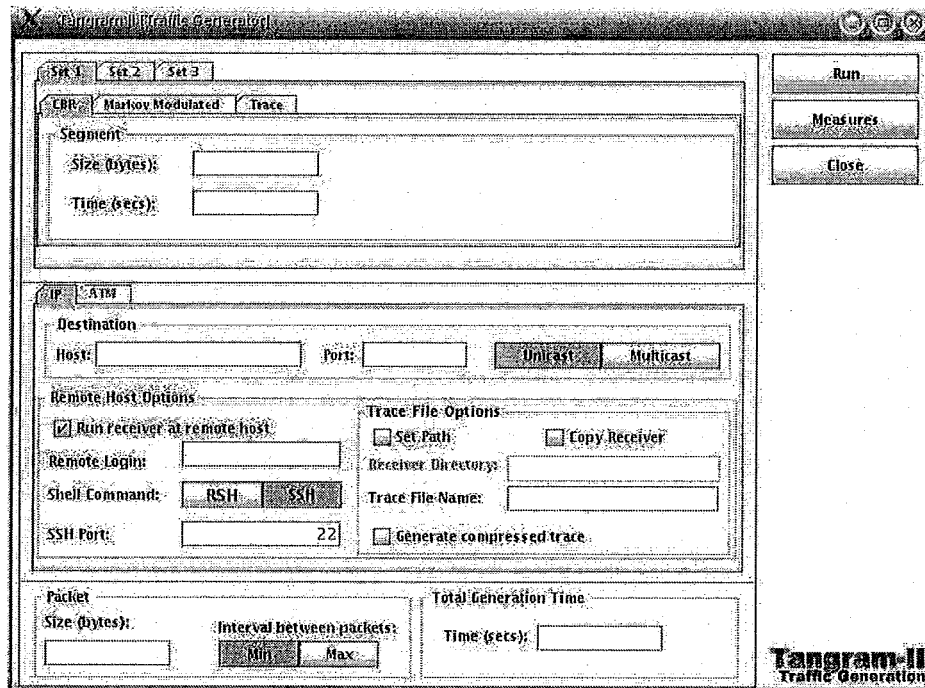 Tangram-II [Traffic Generator]
Set 1 Set 2 Set 3
CBR Markov Modulated Trace
Segment
Size (bytes):
Time (secs):
Run
Measures
Close
IP ATM
Destination
Host: Port: Unicast Multicast
Remote Host Options
Run receiver at remote host
Remote Login:
Shell Command: RSH SSH
SSH Port: 22
Trace File Options
Set Path Copy Receiver
Receiver Directory:
Trace File Name:
Generate compressed trace
Packet
Size (bytes):
Interval between packets:
Min Max
Total Generation Time
Time (secs):
Tangram-II
Traffic Generation